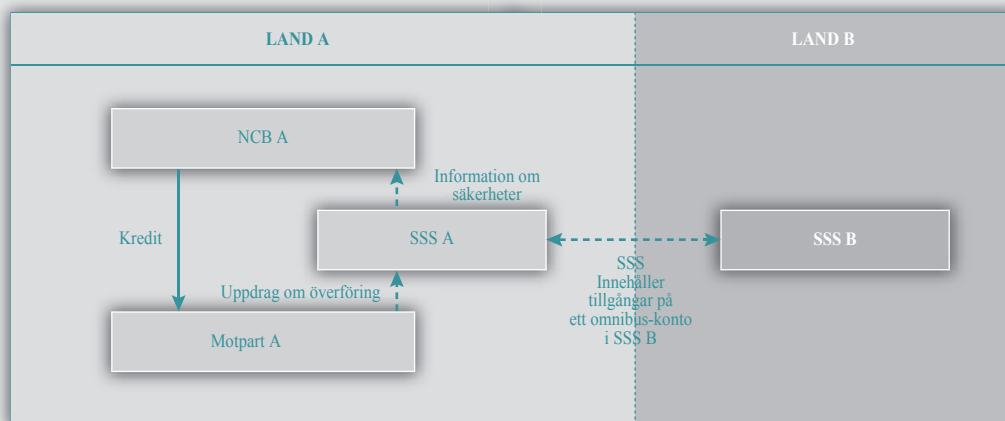 LAND A
LAND B
NCB A
Information om
säkerheter
Kredit
SSS A
SSS B
Uppdrag om överföring
SSS
Innehåller
tillgångar på
ett omnibus-konto
i SSS B
Motpart A